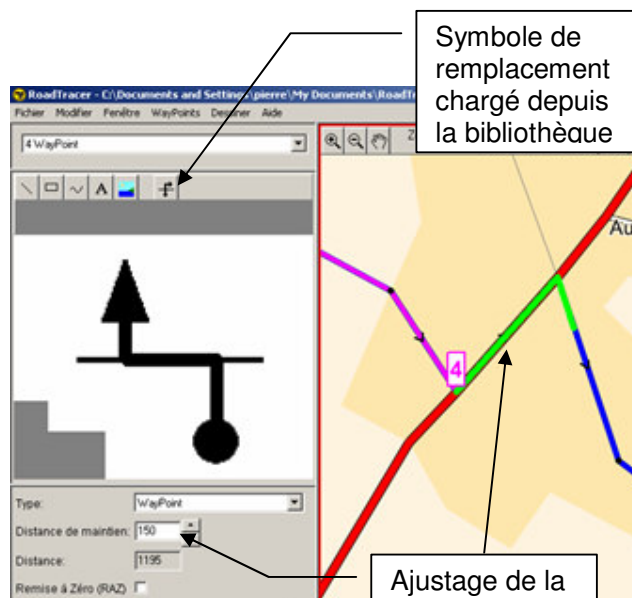 Symbole de
remplacement
chargé depuis
la bibliothèque
RoadTracer - C:\Documents and Settings\pierre\My Documents\RoadTr
Fichier Modifier Fenêtre WayPoints Dessiner Aide
4 WayPoint
Z
A
Au
4
Type: WayPoint
Distance de maintien: 150
Distance: 1195
Remise à Zéro (RAZ)
Ajustage de la